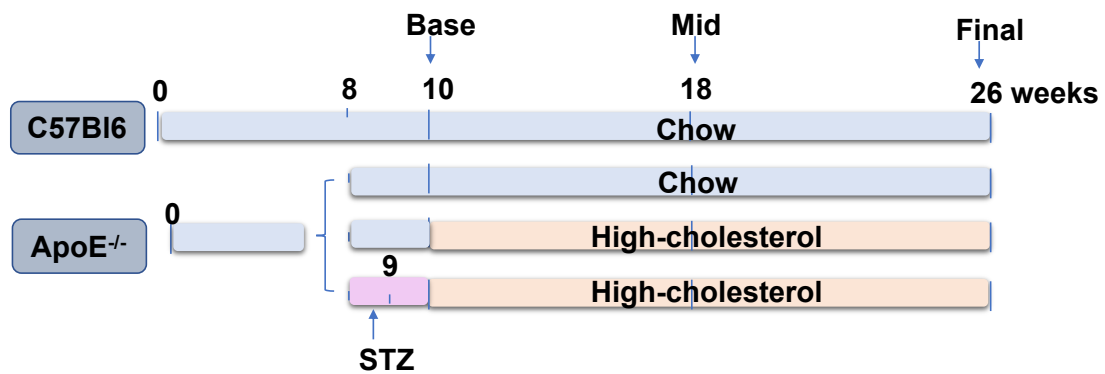 Base Mid Final
0 8 10 18 26 weeks
C57Bl6 Chow
Chow
0
ApoE-/- High-cholesterol
9
High-cholesterol
STZ